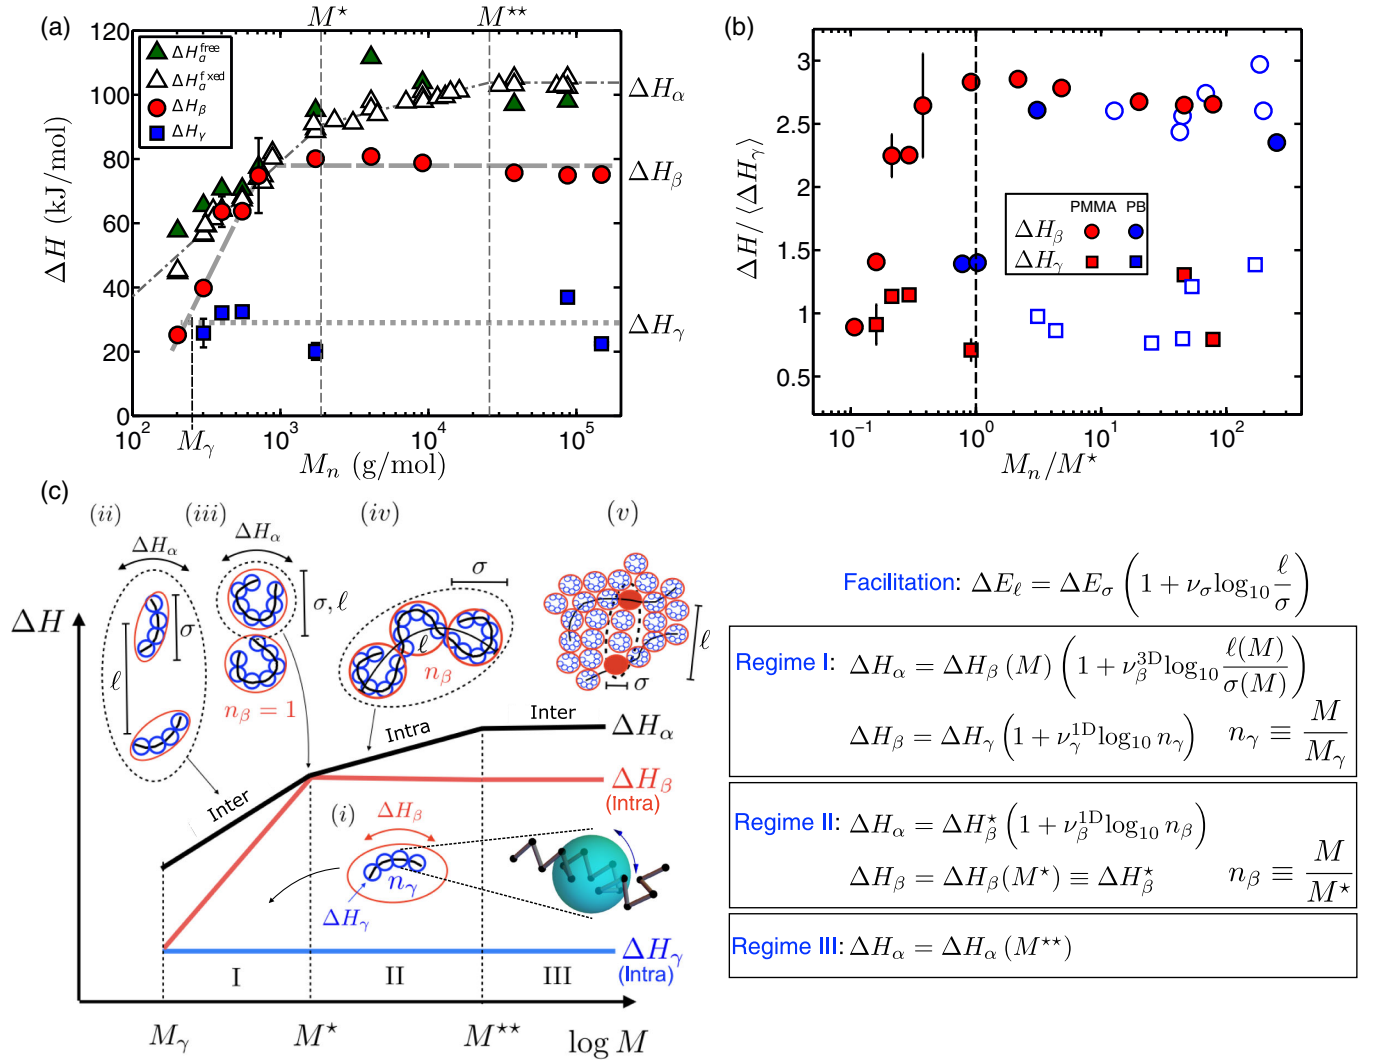 (a)
M* M**
120
100
80
60
40
20
0
ΔH (kJ/mol)
ΔH_α^free
ΔH_α^fixed
ΔH_β
ΔH_γ
ΔH_α
ΔH_β
ΔH_γ
10^2 10^3 10^4 10^5
M_γ
M_n (g/mol)
(b)
3
2.5
2
1.5
1
0.5
ΔH/⟨ΔH_γ⟩
PMMA PB
ΔH_β
ΔH_γ
10^−1 10^0 10^1 10^2
M_n/M*
(c)
(ii) (iii) (iv) (v)
ΔH_α ΔH_α
σ
σ, ℓ
σ
ℓ
ℓ
n_β
ℓ
σ
n_β = 1
ΔH
Inter
Intra
Inter
ΔH_α
ΔH_β
(Intra)
(i)
ΔH_β
n_γ
ΔH_γ
ΔH_γ
(Intra)
I II III
M_γ M* M** log M
Facilitation: ΔE_ℓ = ΔE_σ (1 + ν_σ log_10 ℓ/σ)
Regime I: ΔH_α = ΔH_β (M) (1 + ν_β^3D log_10 ℓ(M)/σ(M))
ΔH_β = ΔH_γ (1 + ν_γ^1D log_10 n_γ) n_γ ≡ M/M_γ
Regime II: ΔH_α = ΔH_β^* (1 + ν_β^1D log_10 n_β)
ΔH_β = ΔH_β(M*) ≡ ΔH_β^* n_β ≡ M/M*
Regime III: ΔH_α = ΔH_α (M**)